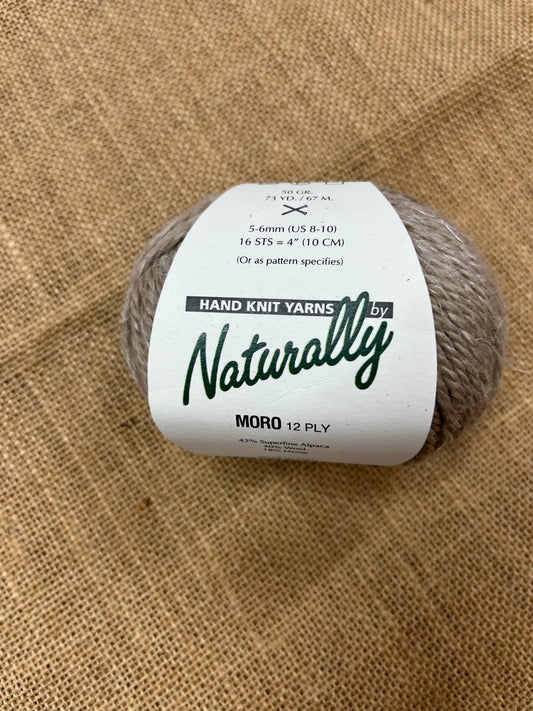 50 GR.
73 YD. / 67 M.
5-6mm (US 8-10)
16 STS = 4" (10 CM)
(Or as pattern specifies)
HAND KNIT YARNS by
Naturally
MORO 12 PLY
42% Superfine Alpaca
40% Wool
18% Hemp